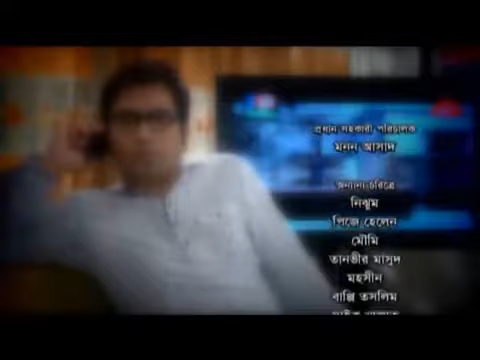 প্রধান সহকারী পরিচালক
মনন আসাদ
অন্যান্য চরিত্রে
নিঝুম
লিজে হেলেন
মৌমি
তানভীর মাসুদ
মহসীন
বাপ্পি তসলিম